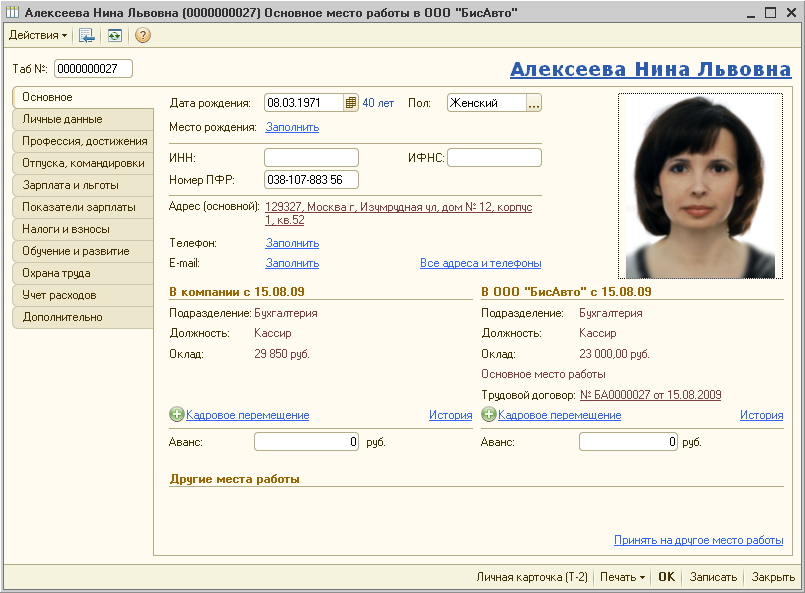 Алексеева Нина Львовна (0000000027) Основное место работы в ООО "БисАвто"
Действия
Таб №: 0000000027
Алексеева Нина Львовна
Основное
Личные данные
Профессия, достижения
Отпуска, командировки
Зарплата и льготы
Показатели зарплаты
Налоги и взносы
Обучение и развитие
Охрана труда
Учет расходов
Дополнительно
Дата рождения: 08.03.1971 40 лет Пол: Женский ...
Место рождения: Заполнить
ИНН: ИФНС:
Номер ПФР: 038-107-883 56
Адрес (основной): 129327, Москва г, Изумрудная ул, дом № 12, корпус
1, кв.52
Телефон: Заполнить
E-mail: Заполнить Все адреса и телефоны
В компании с 15.08.09
Подразделение: Бухгалтерия
Должность: Кассир
Оклад: 29 850 руб.
Кадровое перемещение История
Аванс: 0 руб.
В ООО "БисАвто" с 15.08.09
Подразделение: Бухгалтерия
Должность: Кассир
Оклад: 23 000,00 руб.
Основное место работы
Трудовой договор: № БА0000027 от 15.08.2009
Кадровое перемещение История
Аванс: 0 руб.
Другие места работы
Принять на другое место работы
Личная карточка (Т-2) Печать OK Записать Закрыть